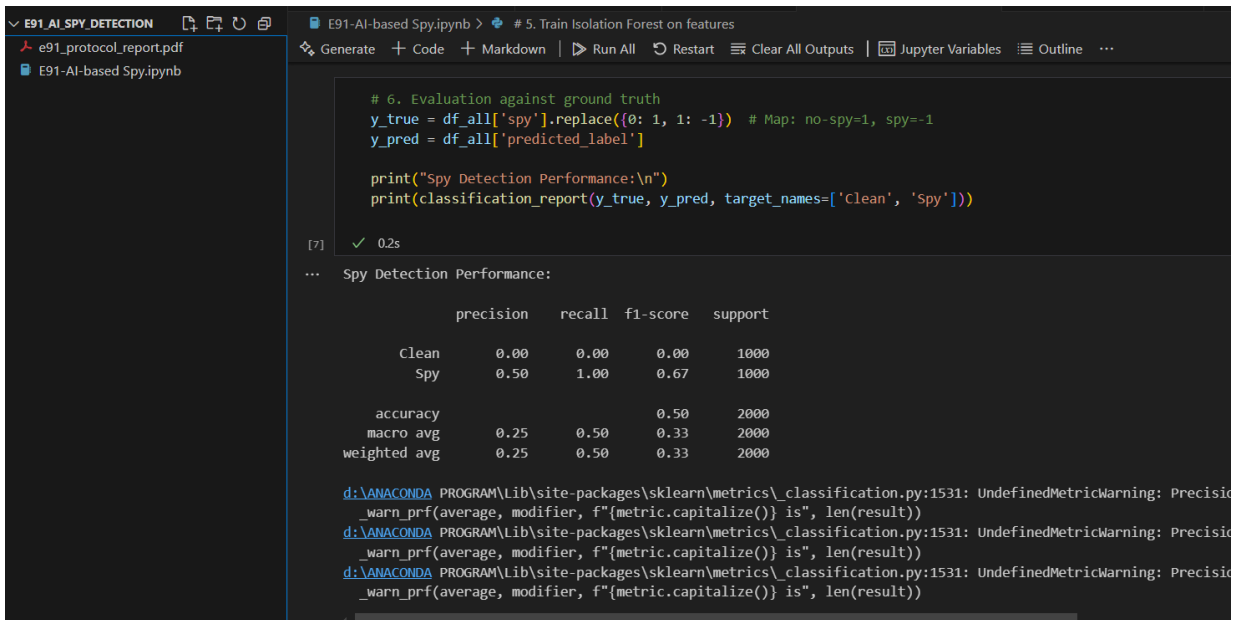 E91_AI_SPY_DETECTION
e91_protocol_report.pdf
E91-AI-based Spy.ipynb
E91-AI-based Spy.ipynb > # 5. Train Isolation Forest on features
Generate + Code + Markdown | Run All Restart Clear All Outputs | Jupyter Variables Outline ...
# 6. Evaluation against ground truth
y_true = df_all['spy'].replace({0: 1, 1: -1})  # Map: no-spy=1, spy=-1
y_pred = df_all['predicted_label']
print("Spy Detection Performance:\n")
print(classification_report(y_true, y_pred, target_names=['Clean', 'Spy']))
[7] ✓ 0.2s
... Spy Detection Performance:
precision recall f1-score support
Clean 0.00 0.00 0.00 1000
Spy 0.50 1.00 0.67 1000
accuracy 0.50 2000
macro avg 0.25 0.50 0.33 2000
weighted avg 0.25 0.50 0.33 2000
d:\ANACONDA PROGRAM\Lib\site-packages\sklearn\metrics\_classification.py:1531: UndefinedMetricWarning: Precisi
_warn_prf(average, modifier, f"{metric.capitalize()} is", len(result))
d:\ANACONDA PROGRAM\Lib\site-packages\sklearn\metrics\_classification.py:1531: UndefinedMetricWarning: Precisi
_warn_prf(average, modifier, f"{metric.capitalize()} is", len(result))
d:\ANACONDA PROGRAM\Lib\site-packages\sklearn\metrics\_classification.py:1531: UndefinedMetricWarning: Precisi
_warn_prf(average, modifier, f"{metric.capitalize()} is", len(result))